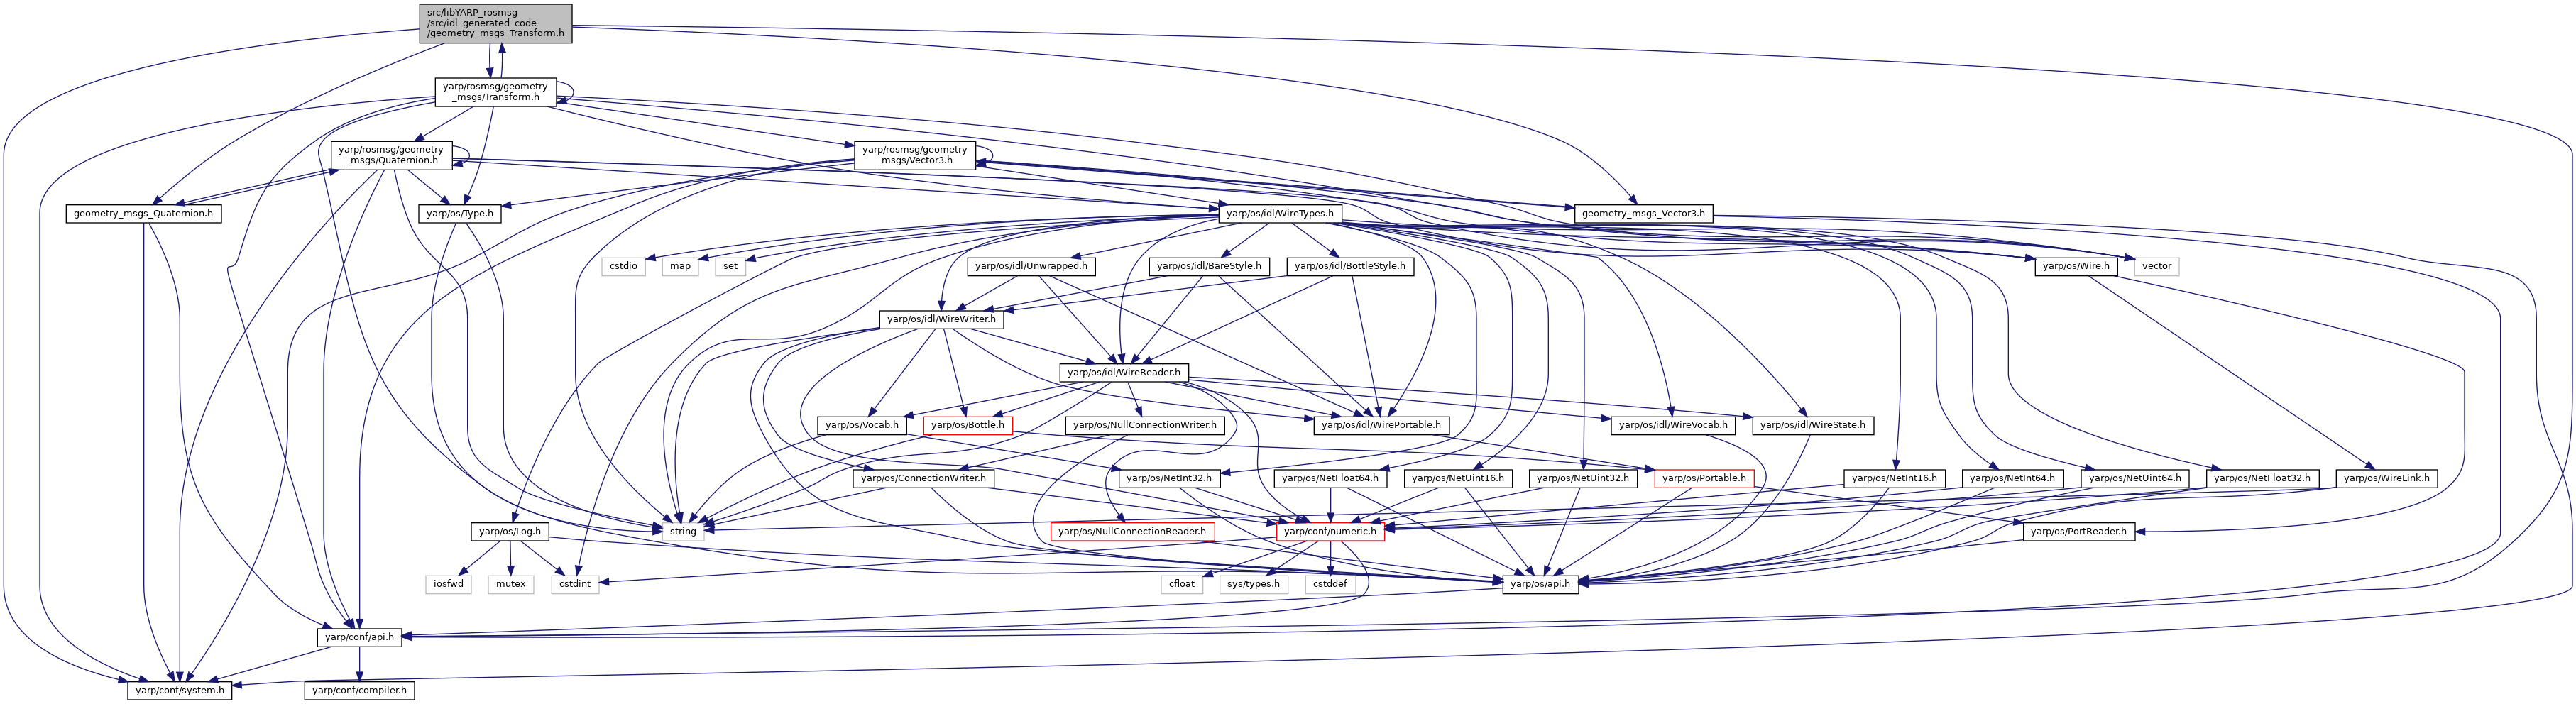 src/libYARP_rosmsg
/src/idl_generated_code
/geometry_msgs_Transform.h
yarp/rosmsg/geometry
_msgs/Transform.h
yarp/rosmsg/geometry
_msgs/Quaternion.h
yarp/rosmsg/geometry
_msgs/Vector3.h
geometry_msgs_Quaternion.h
yarp/os/Type.h
yarp/os/idl/WireTypes.h
geometry_msgs_Vector3.h
cstdio
map
set
yarp/os/idl/Unwrapped.h
yarp/os/idl/BareStyle.h
yarp/os/idl/BottleStyle.h
yarp/os/Wire.h
vector
yarp/os/idl/WireWriter.h
yarp/os/idl/WireReader.h
yarp/os/Vocab.h
yarp/os/Bottle.h
yarp/os/NullConnectionWriter.h
yarp/os/idl/WirePortable.h
yarp/os/idl/WireVocab.h
yarp/os/idl/WireState.h
yarp/os/ConnectionWriter.h
yarp/os/NetInt32.h
yarp/os/NetFloat64.h
yarp/os/NetUint16.h
yarp/os/NetUint32.h
yarp/os/Portable.h
yarp/os/NetInt16.h
yarp/os/NetInt64.h
yarp/os/NetUint64.h
yarp/os/NetFloat32.h
yarp/os/WireLink.h
yarp/os/Log.h
string
yarp/os/NullConnectionReader.h
yarp/conf/numeric.h
yarp/os/PortReader.h
iosfwd
mutex
cstdint
cfloat
sys/types.h
cstddef
yarp/os/api.h
yarp/conf/api.h
yarp/conf/system.h
yarp/conf/compiler.h